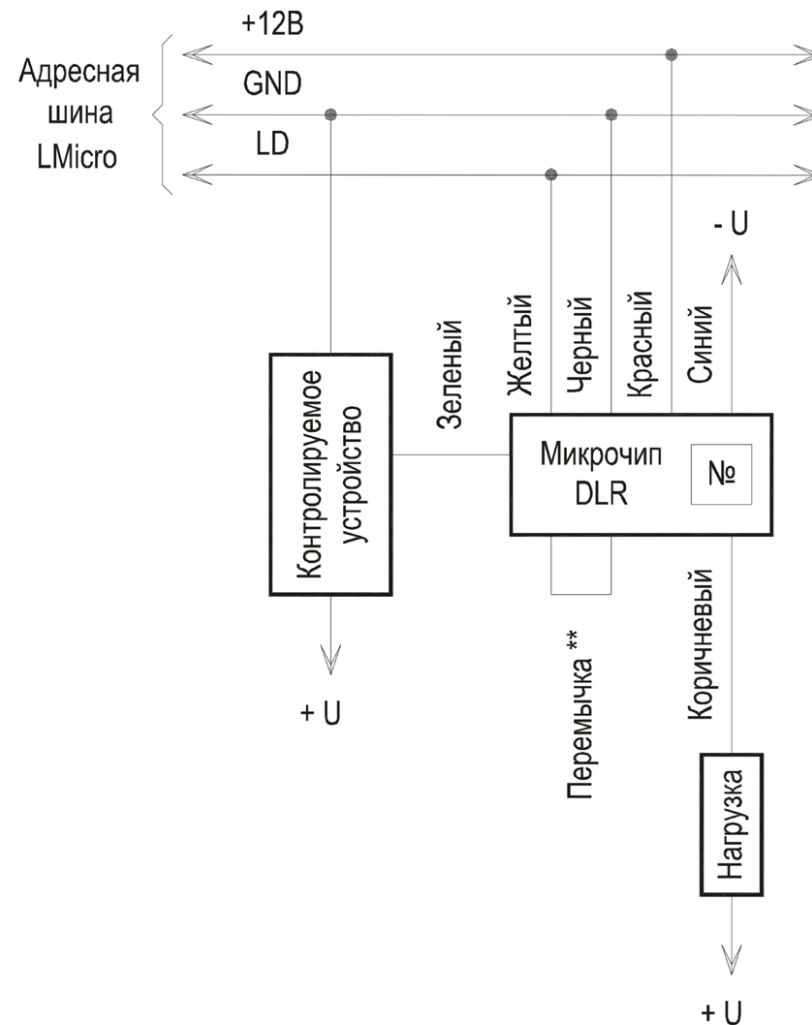 +12В
Адресная
шина
LMicro
GND
LD
- U
Зеленый
Желтый
Черный
Красный
Синий
Контролируемое
устройство
Микрочип
DLR
№
Перемычка **
Коричневый
+ U
Нагрузка
+ U